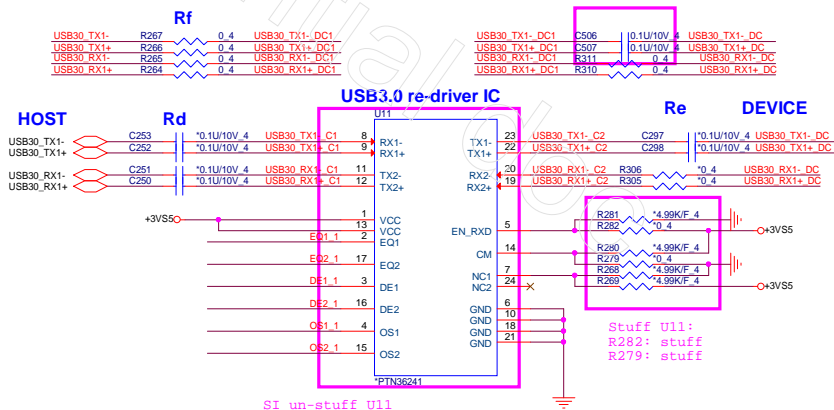 Rf
USB30_TX1- R267 0_4 USB30_TX1-_DC1
USB30_TX1+ R266 0_4 USB30_TX1+_DC1
USB30_RX1- R265 0_4 USB30_RX1-_DC1
USB30_RX1+ R264 0_4 USB30_RX1+_DC1
USB30_TX1-_DC1 C506 0.1U/10V_4 USB30_TX1-_DC
USB30_TX1+_DC1 C507 0.1U/10V_4 USB30_TX1+_DC
USB30_RX1-_DC1 R311 0_4 USB30_RX1-_DC
USB30_RX1+_DC1 R310 0_4 USB30_RX1+_DC
USB3.0 re-driver IC
HOST Rd U11 Re DEVICE
USB30_TX1- C253 *0.1U/10V_4 USB30_TX1-_C1 8 RX1- TX1- 23 USB30_TX1-_C2 C297 *0.1U/10V_4 USB30_TX1-_DC
USB30_TX1+ C252 *0.1U/10V_4 USB30_TX1+_C1 9 RX1+ TX1+ 22 USB30_TX1+_C2 C298 *0.1U/10V_4 USB30_TX1+_DC
USB30_RX1- C251 *0.1U/10V_4 USB30_RX1-_C1 11 TX2- RX2- 20 USB30_RX1-_C2 R306 *0_4 USB30_RX1-_DC
USB30_RX1+ C250 *0.1U/10V_4 USB30_RX1+_C1 12 TX2+ RX2+ 19 USB30_RX1+_C2 R305 *0_4 USB30_RX1+_DC
+3VS5 1 VCC
13 VCC
EQ1_1 2 EQ1
EQ2_1 17 EQ2
DE1_1 3 DE1
DE2_1 16 DE2
OS1_1 4 OS1
OS2_1 15 OS2
EN_RXD 5
CM 14
NC1 7
NC2 24
GND 6
GND 10
GND 18
GND 21
R281 *4.99K/F_4
R282 *0_4 +3VS5
R280 *4.99K/F_4
R279 *0_4
R268 *4.99K/F_4
R269 *4.99K/F_4 +3VS5
*PTN36241
Stuff U11:
R282: stuff
R279: stuff
SI un-stuff U11